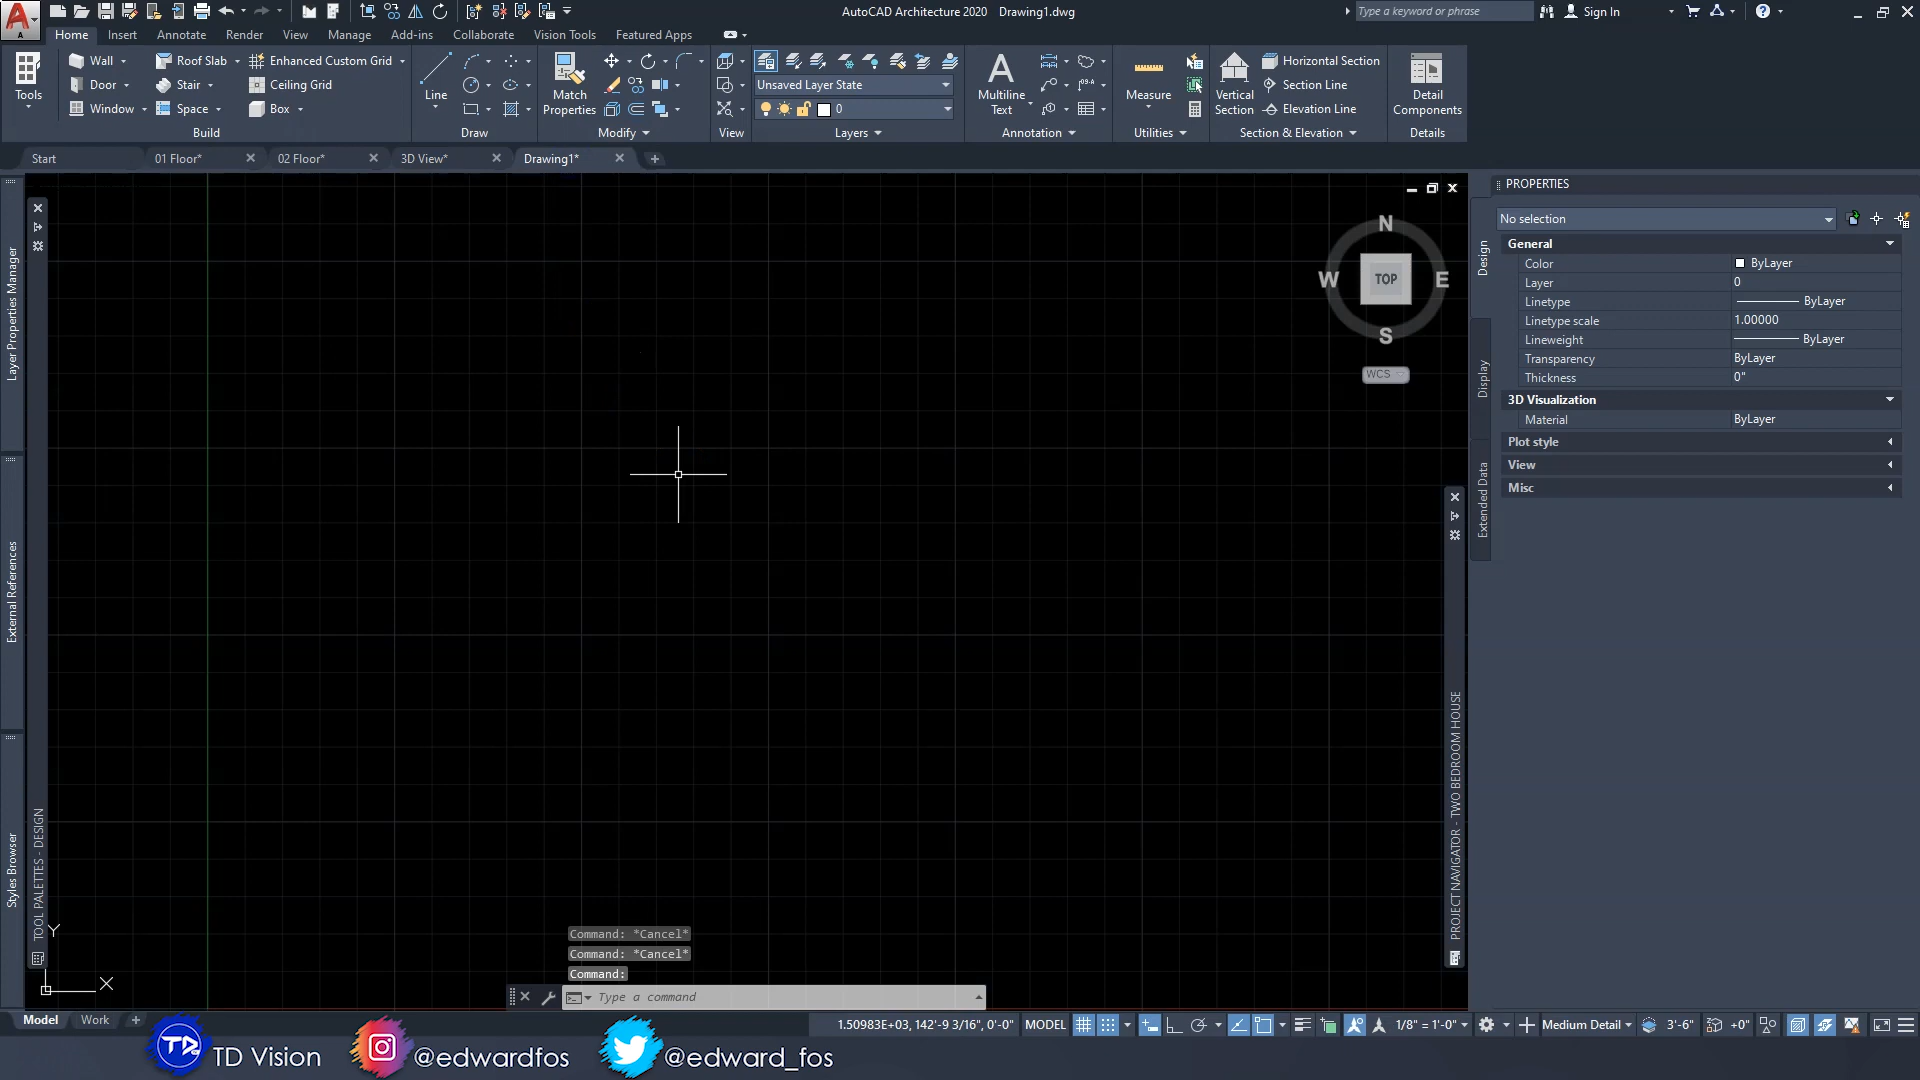 AutoCAD Architecture 2020 Drawing1.dwg
Type a keyword or phrase
Sign In
Home Insert Annotate Render View Manage Add-ins Collaborate Vision Tools Featured Apps
Tools
Wall
Door
Window
Roof Slab
Stair
Space
Enhanced Custom Grid
Ceiling Grid
Box
Build
Line
Draw
Match
Properties
Modify
View
Unsaved Layer State
0
Layers
Multiline
Text
Annotation
Measure
Utilities
Vertical
Section
Horizontal Section
Section Line
Elevation Line
Section & Elevation
Detail
Components
Details
Start 01 Floor* 02 Floor* 3D View* Drawing1*
Layer Properties Manager
External References
Styles Browser
TOOL PALETTES - DESIGN
N
W TOP E
S
WCS
PROJECT NAVIGATOR - TWO BEDROOM HOUSE
PROPERTIES
No selection
Design
Display
Extended Data
General
Color ByLayer
Layer 0
Linetype ByLayer
Linetype scale 1.00000
Lineweight ByLayer
Transparency ByLayer
Thickness 0"
3D Visualization
Material ByLayer
Plot style
View
Misc
Y
X
Command: *Cancel*
Command: *Cancel*
Command:
Type a command
Model Work
1.50983E+03, 142'-9 3/16", 0'-0" MODEL 1/8" = 1'-0" Medium Detail 3'-6" +0"
TD Vision @edwardfos @edward_fos